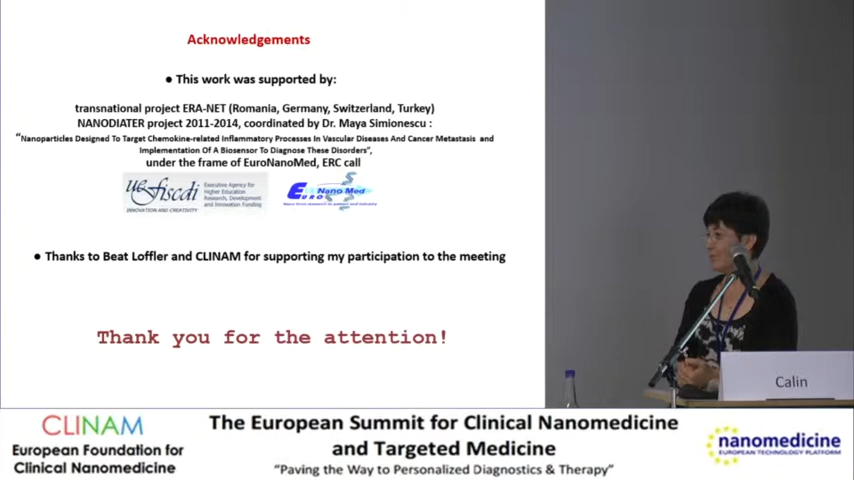 Acknowledgements
● This work was supported by:
transnational project ERA-NET (Romania, Germany, Switzerland, Turkey)
NANODIATER project 2011-2014, coordinated by Dr. Maya Simionescu :
“Nanoparticles Designed To Target Chemokine-related Inflammatory Processes In Vascular Diseases And Cancer Metastasis and
Implementation Of A Biosensor To Diagnose These Disorders”,
under the frame of EuroNanoMed, ERC call
uefiscdi
INNOVATION AND CREATIVITY
Executive Agency for
Higher Education
Research, Development
and Innovation Funding
EURO Nano Med
● Thanks to Beat Loffler and CLINAM for supporting my participation to the meeting
Thank you for the attention!
Calin
CLINAM
European Foundation for
Clinical Nanomedicine
The European Summit for Clinical Nanomedicine
and Targeted Medicine
“Paving the Way to Personalized Diagnostics & Therapy”
nanomedicine
EUROPEAN TECHNOLOGY PLATFORM